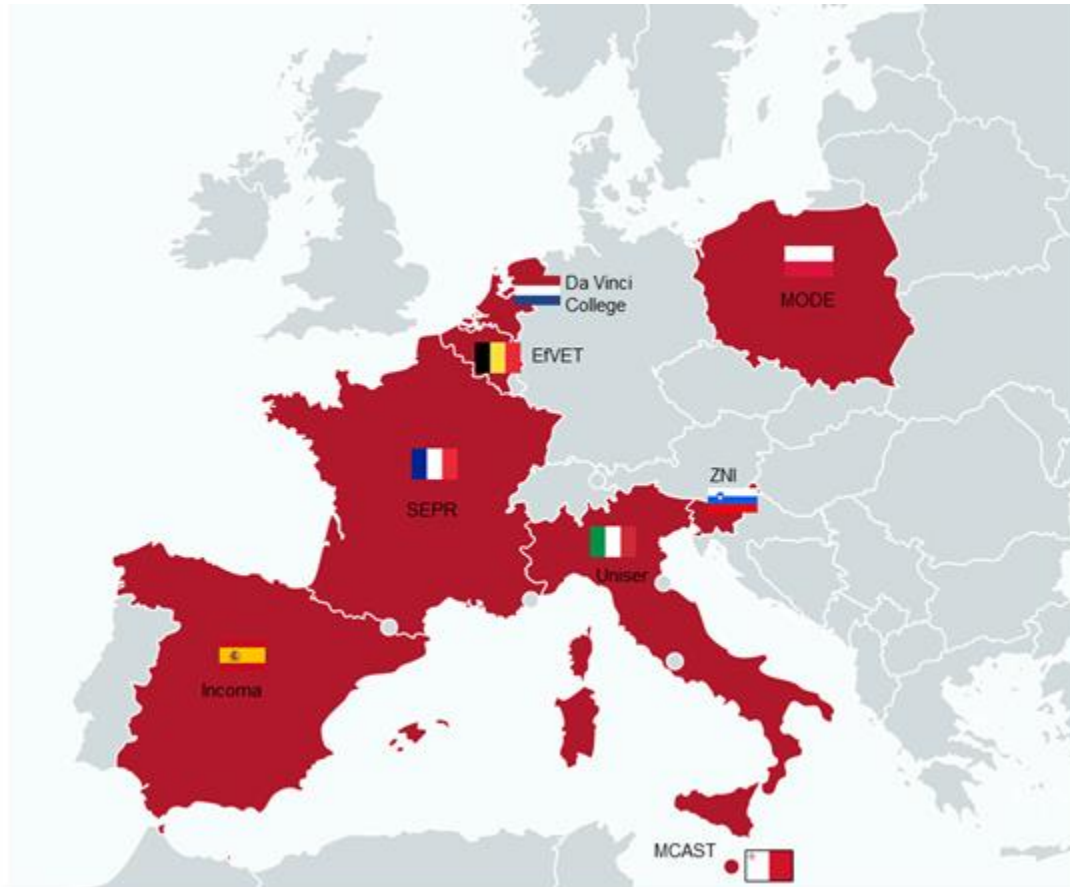 Da Vinci
College
MODE
EfVET
SEPR
ZNI
Uniser
Incoma
MCAST